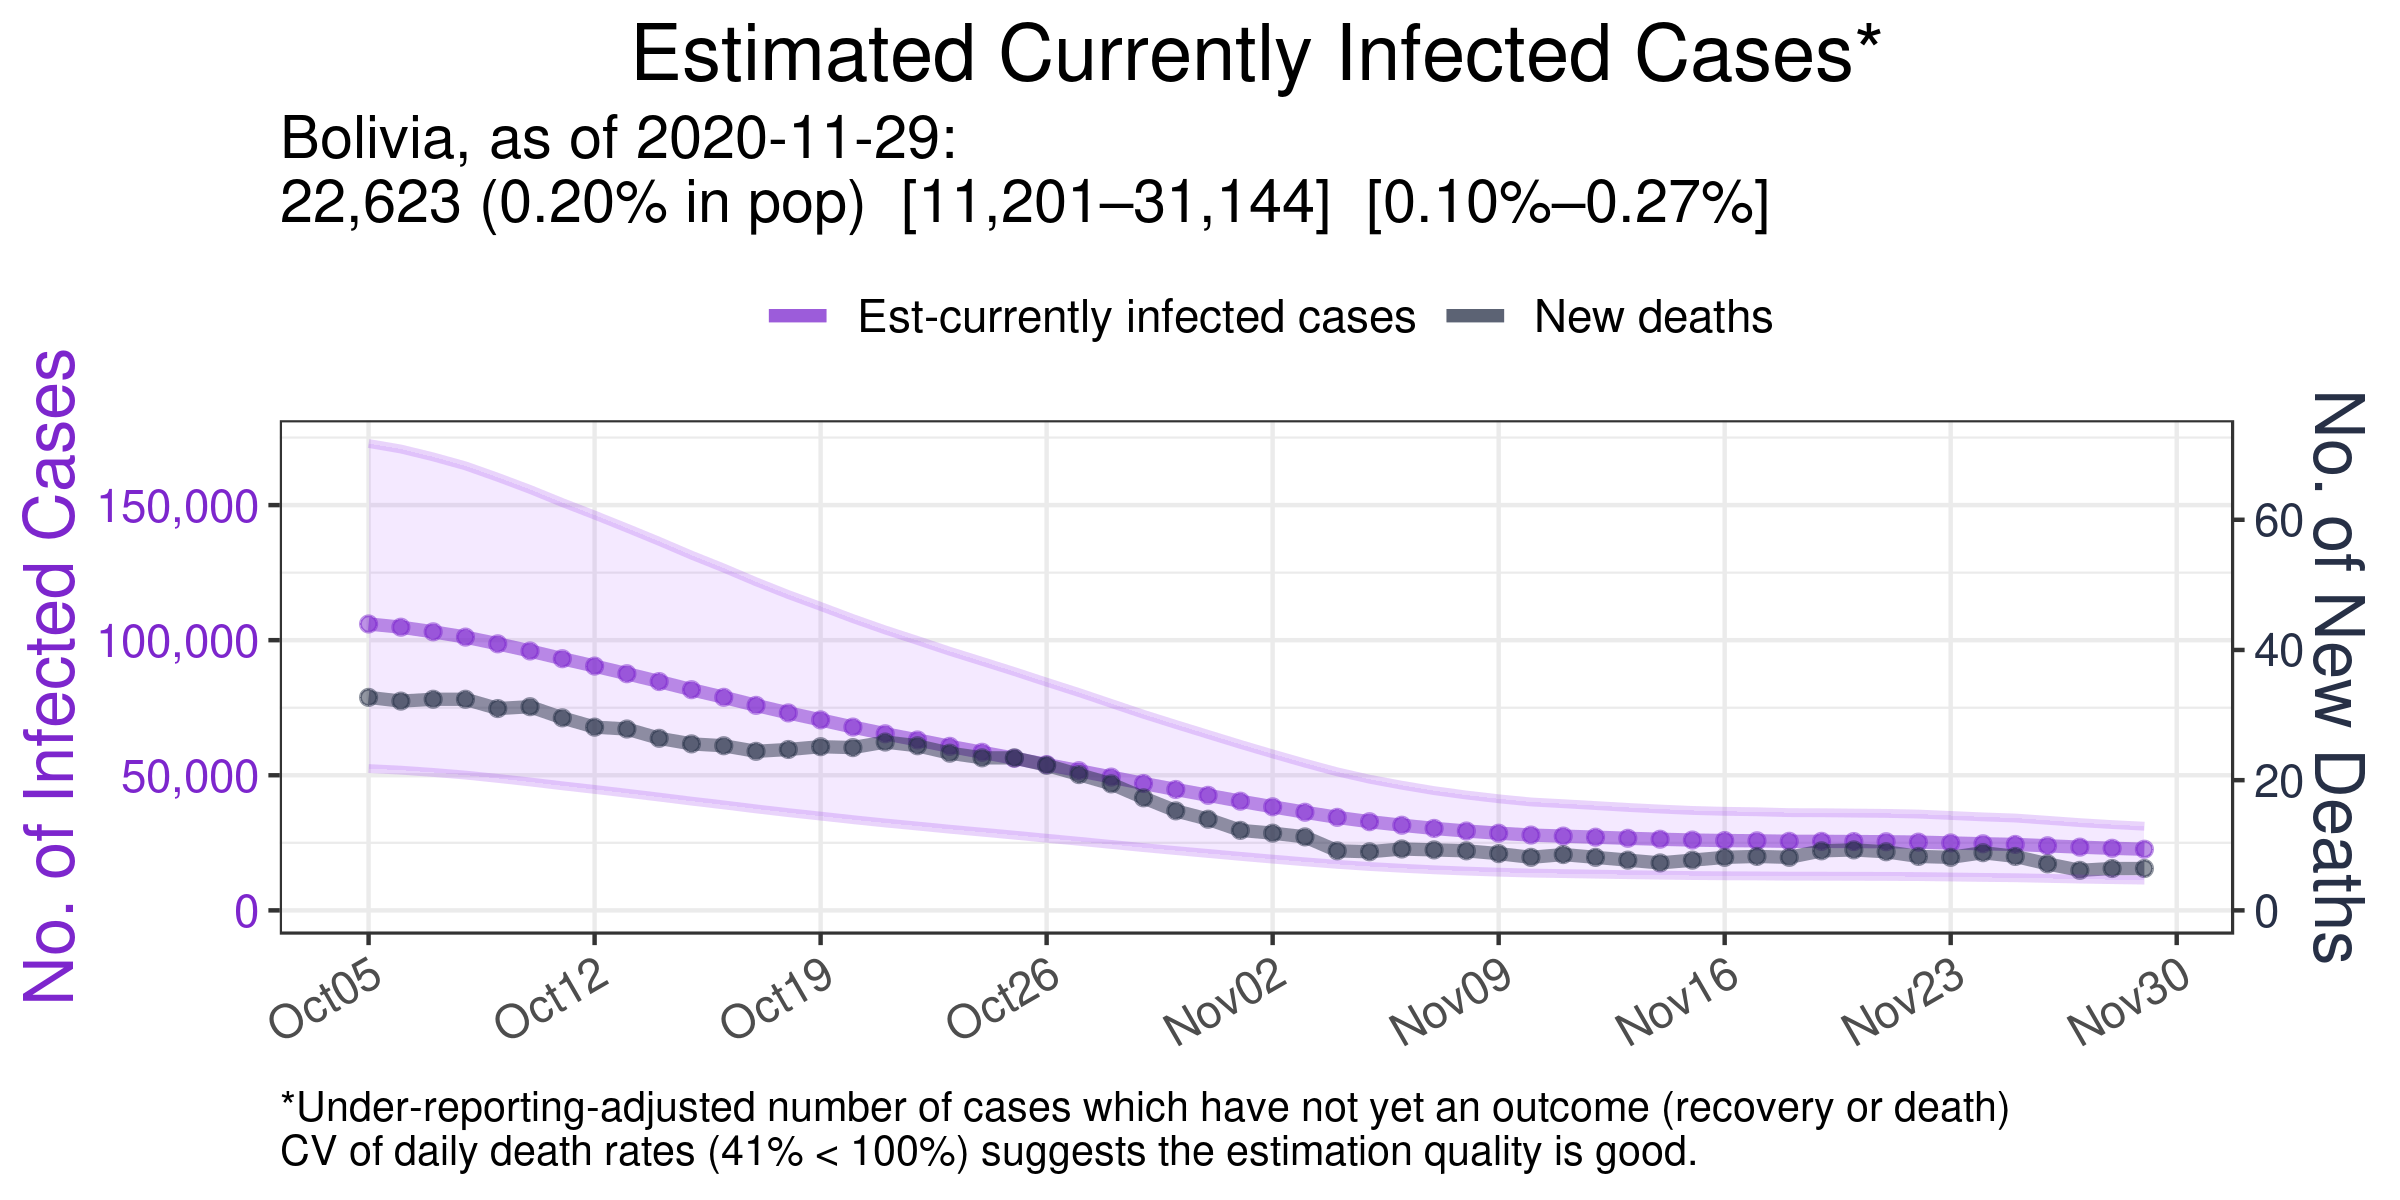 Estimated Currently Infected Cases*
Bolivia, as of 2020-11-29:
22,623 (0.20% in pop)  [11,201–31,144]  [0.10%–0.27%]
Est-currently infected cases
New deaths
No. of Infected Cases
150,000
100,000
50,000
0
No. of New Deaths
60
40
20
0
Oct05
Oct12
Oct19
Oct26
Nov02
Nov09
Nov16
Nov23
Nov30
*Under-reporting-adjusted number of cases which have not yet an outcome (recovery or death)
CV of daily death rates (41% < 100%) suggests the estimation quality is good.